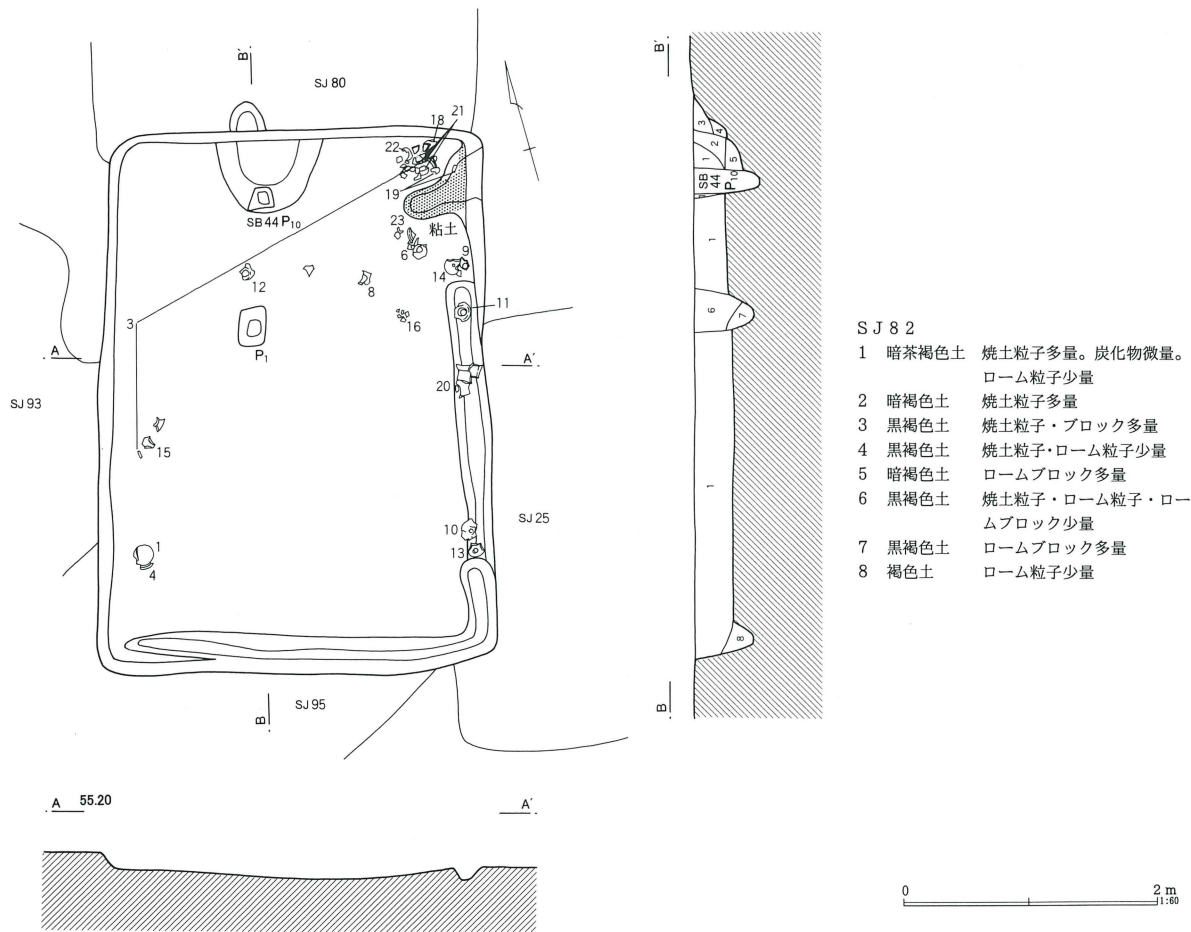 B′
SJ 80
18
21
22
19
SB 44 P10
粘土
23
6
9
14
12
8
11
16
3
P1
A
A′
20
SJ 93
15
SJ 25
10
13
1
4
B
SJ 95
A 55.20
A′
B′
3
4
2
1
5
SB 44 P10
1
6
7
1
8
B
SJ82
1 暗茶褐色土 焼土粒子多量。炭化物微量。
ローム粒子少量
2 暗褐色土 焼土粒子多量
3 黒褐色土 焼土粒子・ブロック多量
4 黒褐色土 焼土粒子・ローム粒子少量
5 暗褐色土 ロームブロック多量
6 黒褐色土 焼土粒子・ローム粒子・ロー
ムブロック少量
7 黒褐色土 ロームブロック多量
8 褐色土 ローム粒子少量
0 2 m
1:60